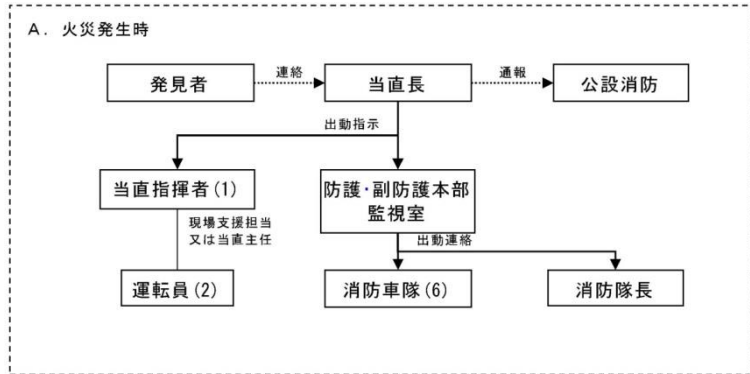 A. 火災発生時
発見者
連絡
当直長
通報
公設消防
出動指示
当直指揮者(1)
防護・副防護本部
監視室
現場支援担当
又は当直主任
出動連絡
運転員(2)
消防車隊(6)
消防隊長